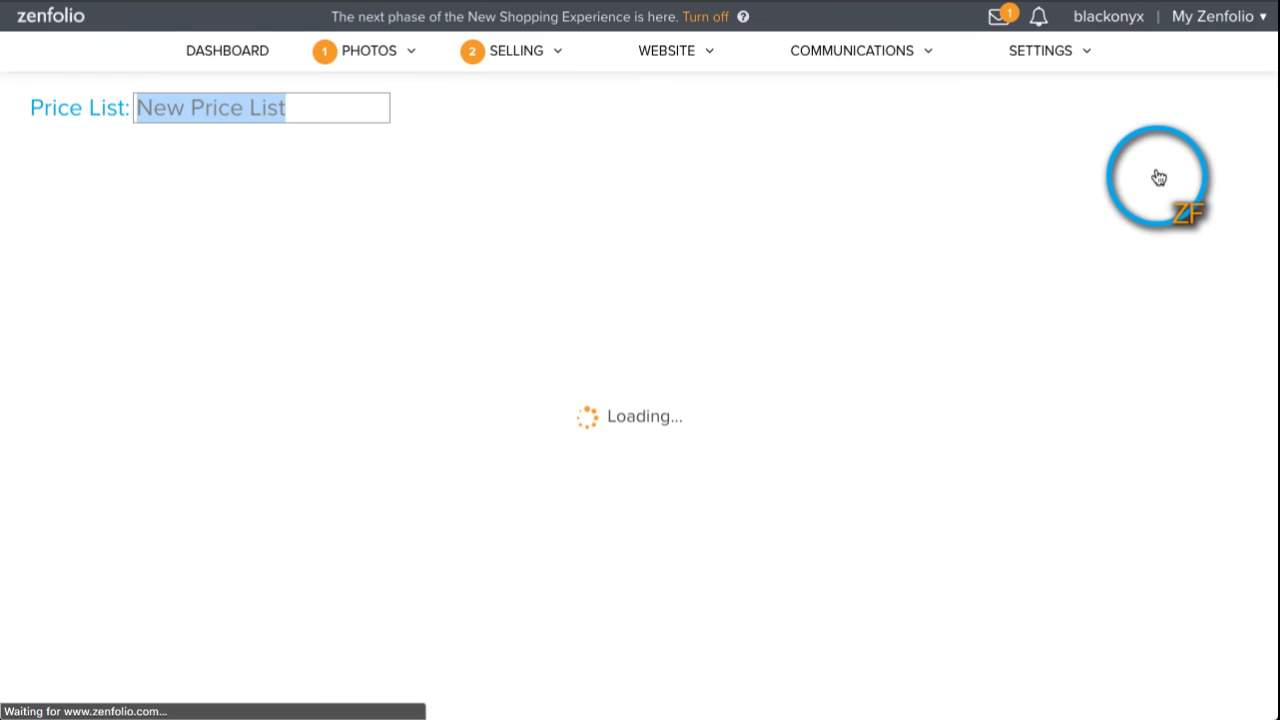 zenfolio
The next phase of the New Shopping Experience is here. Turn off ?
1
blackonyx | My Zenfolio ▾
DASHBOARD
1 PHOTOS
2 SELLING
WEBSITE
COMMUNICATIONS
SETTINGS
Price List: New Price List
ZF
Loading...
Waiting for www.zenfolio.com...